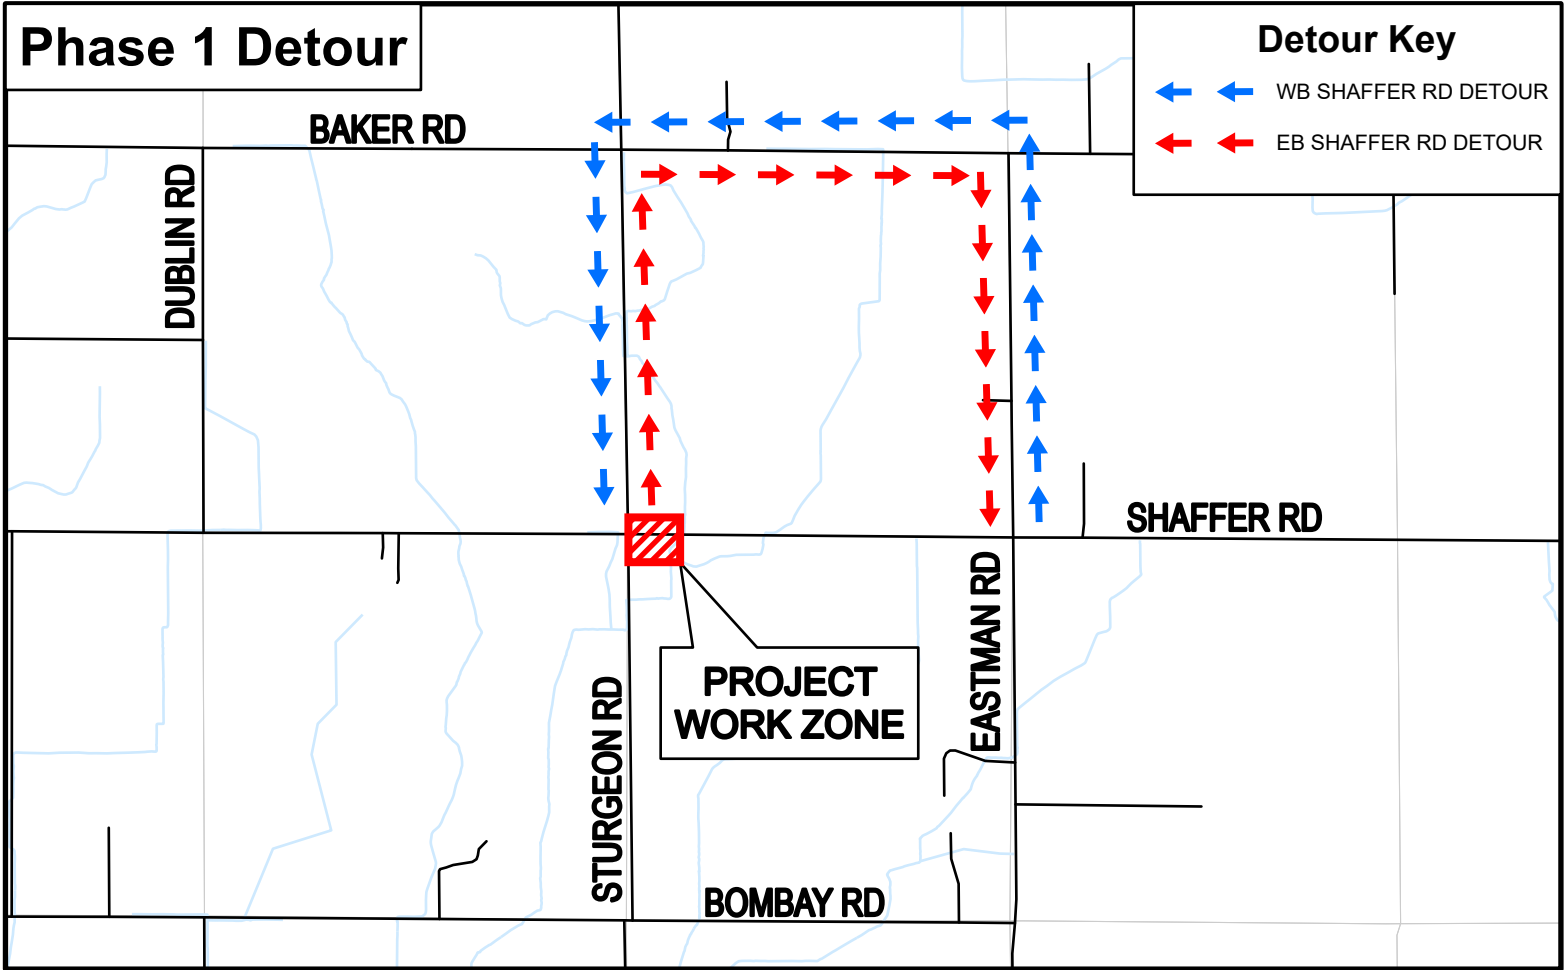 Phase 1 Detour
Detour Key
WB SHAFFER RD DETOUR
EB SHAFFER RD DETOUR
BAKER RD
DUBLIN RD
SHAFFER RD
EASTMAN RD
PROJECT
WORK ZONE
STURGEON RD
BOMBAY RD